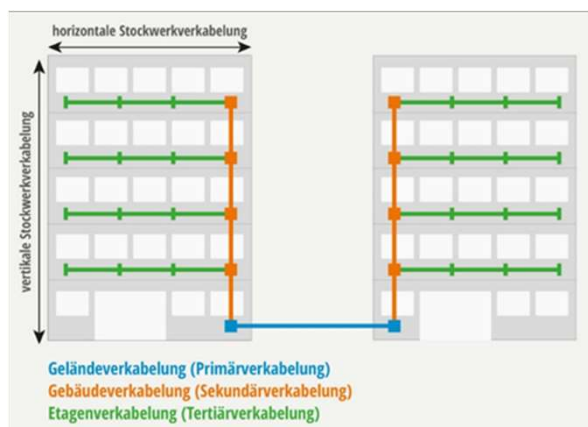 horizontale Stockwerkverkabelung
vertikale Stockwerkverkabelung
Geländeverkabelung (Primärverkabelung)
Gebäudeverkabelung (Sekundärverkabelung)
Etagenverkabelung (Tertiärverkabelung)